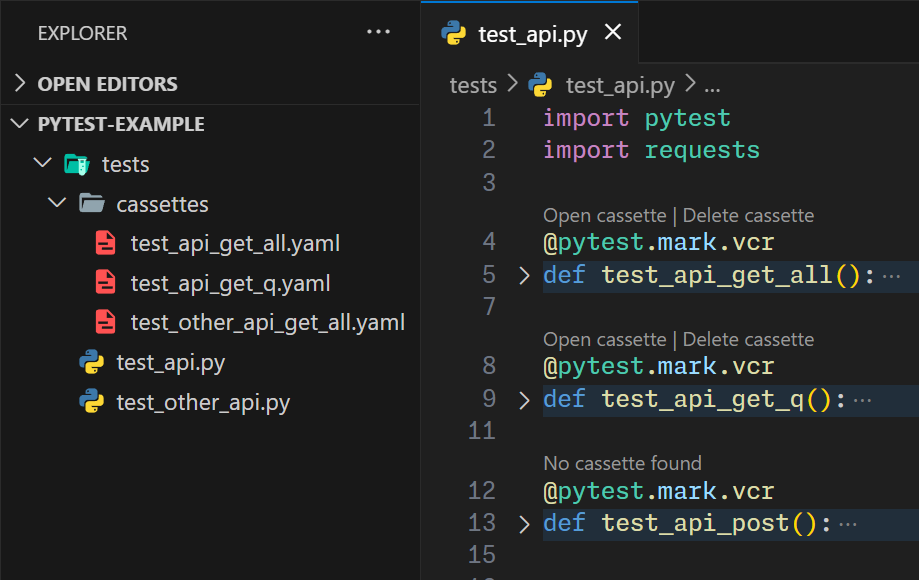 EXPLORER
···
OPEN EDITORS
PYTEST-EXAMPLE
tests
cassettes
test_api_get_all.yaml
test_api_get_q.yaml
test_other_api_get_all.yaml
test_api.py
test_other_api.py
test_api.py
tests > test_api.py > ...
1 import pytest
2 import requests
3
Open cassette | Delete cassette
4 @pytest.mark.vcr
5 def test_api_get_all():···
7
Open cassette | Delete cassette
8 @pytest.mark.vcr
9 def test_api_get_q():···
11
No cassette found
12 @pytest.mark.vcr
13 def test_api_post():···
15